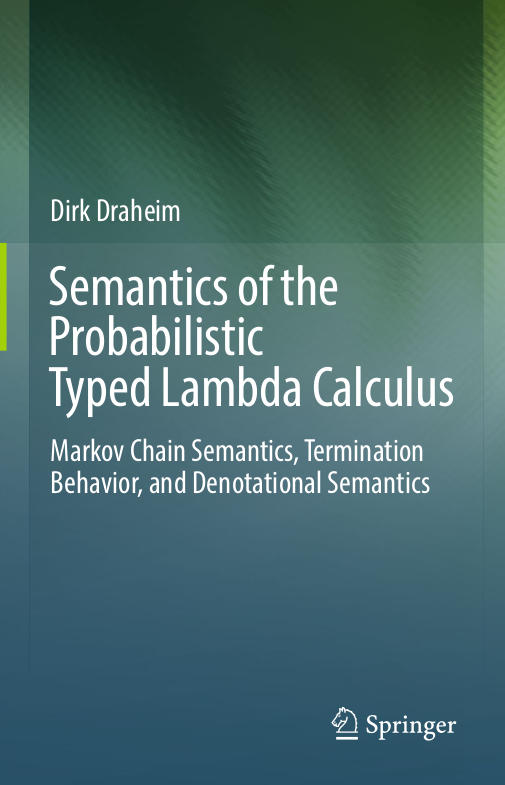 Dirk Draheim
Semantics of the
Probabilistic
Typed Lambda Calculus
Markov Chain Semantics, Termination
Behavior, and Denotational Semantics
Springer